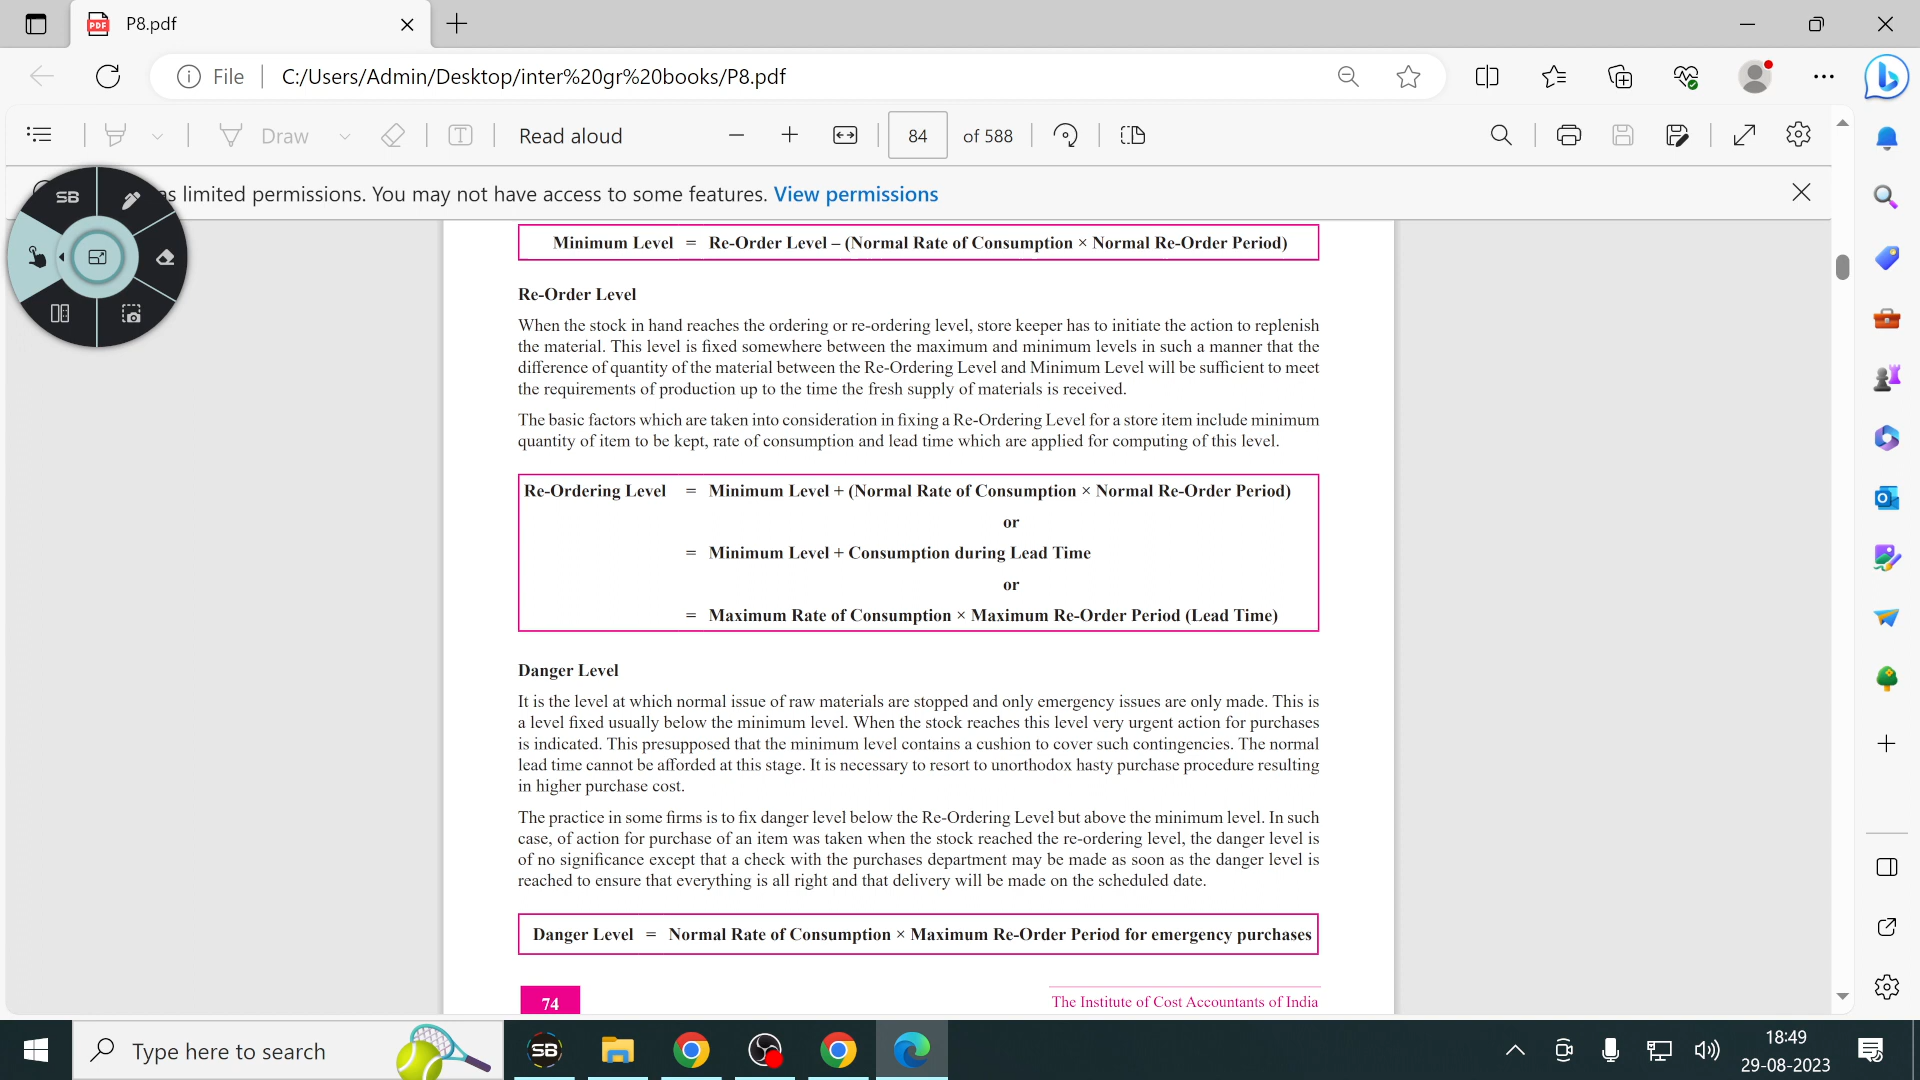 P8.pdf
File
C:/Users/Admin/Desktop/inter%20gr%20books/P8.pdf
Draw
Read aloud
84
of 588
SB
s limited permissions. You may not have access to some features. View permissions
Minimum Level = Re-Order Level – (Normal Rate of Consumption × Normal Re-Order Period)
Re-Order Level
When the stock in hand reaches the ordering or re-ordering level, store keeper has to initiate the action to replenish
the material. This level is fixed somewhere between the maximum and minimum levels in such a manner that the
difference of quantity of the material between the Re-Ordering Level and Minimum Level will be sufficient to meet
the requirements of production up to the time the fresh supply of materials is received.
The basic factors which are taken into consideration in fixing a Re-Ordering Level for a store item include minimum
quantity of item to be kept, rate of consumption and lead time which are applied for computing of this level.
Re-Ordering Level = Minimum Level + (Normal Rate of Consumption × Normal Re-Order Period)
or
= Minimum Level + Consumption during Lead Time
or
= Maximum Rate of Consumption × Maximum Re-Order Period (Lead Time)
Danger Level
It is the level at which normal issue of raw materials are stopped and only emergency issues are only made. This is
a level fixed usually below the minimum level. When the stock reaches this level very urgent action for purchases
is indicated. This presupposed that the minimum level contains a cushion to cover such contingencies. The normal
lead time cannot be afforded at this stage. It is necessary to resort to unorthodox hasty purchase procedure resulting
in higher purchase cost.
The practice in some firms is to fix danger level below the Re-Ordering Level but above the minimum level. In such
case, of action for purchase of an item was taken when the stock reached the re-ordering level, the danger level is
of no significance except that a check with the purchases department may be made as soon as the danger level is
reached to ensure that everything is all right and that delivery will be made on the scheduled date.
Danger Level = Normal Rate of Consumption × Maximum Re-Order Period for emergency purchases
74
The Institute of Cost Accountants of India
Type here to search
SB
18:49
29-08-2023